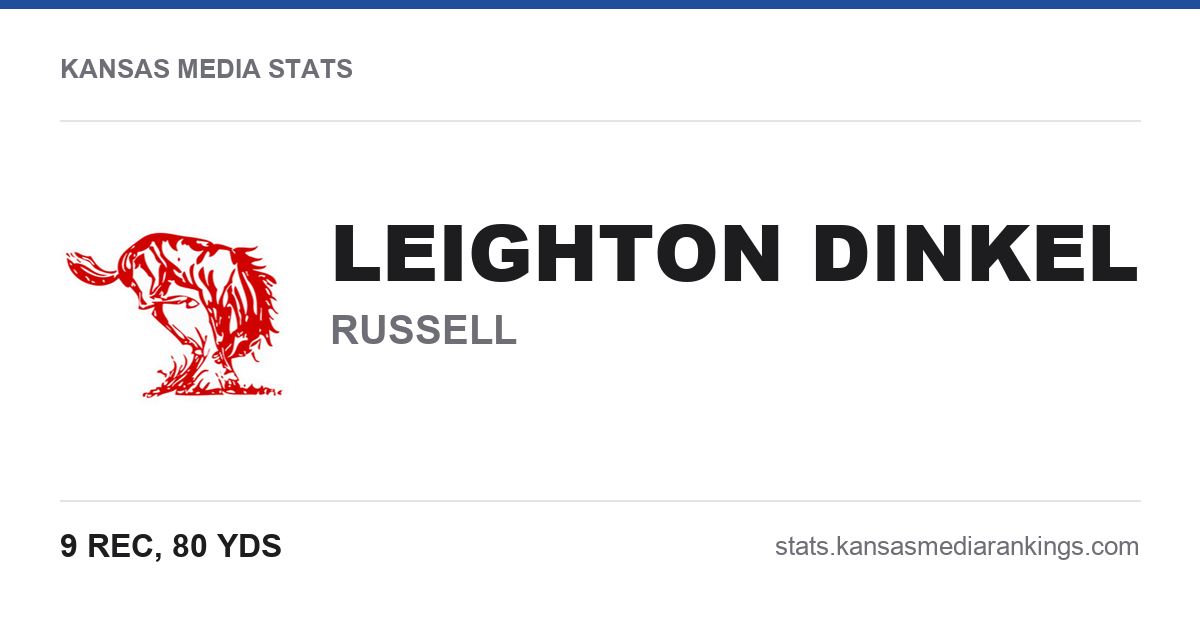 KANSAS MEDIA STATS
LEIGHTON DINKEL
RUSSELL
9 REC, 80 YDS
stats.kansasmediarankings.com